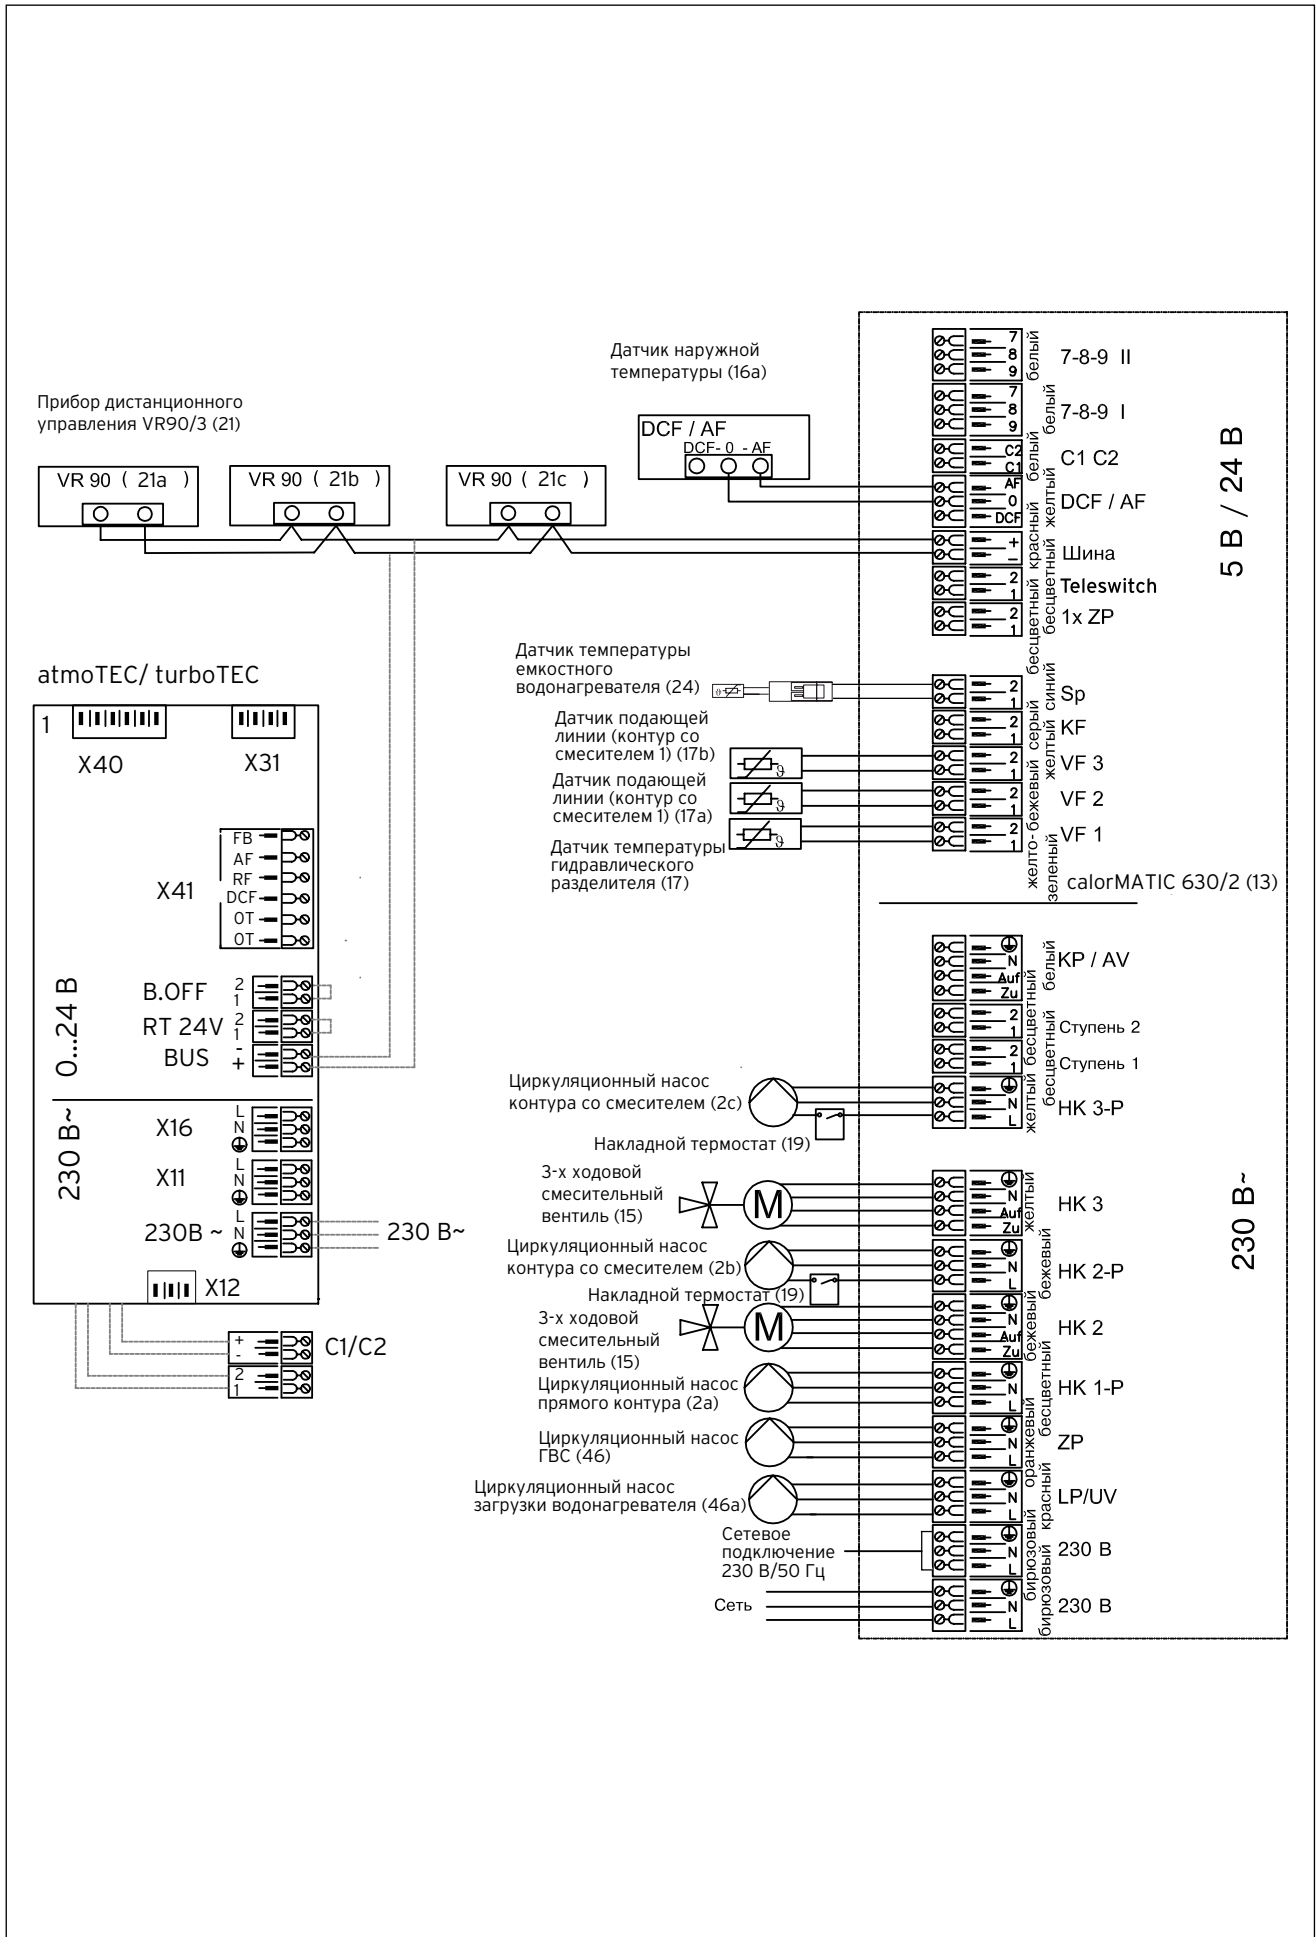 Датчик наружной
температуры (16a)
Прибор дистанционного
управления VR90/3 (21)
DCF / AF
DCF- 0 - AF
VR 90 ( 21a )
VR 90 ( 21b )
VR 90 ( 21c )
atmoTEC/ turboTEC
1
X40
X31
X41
FB
AF
RF
DCF
OT
OT
0...24 В
B.OFF
2
1
RT 24V
2
1
BUS
-
+
230 В~
X16
L
N
X11
L
N
230В ~
L
N
230 В~
X12
+
-
C1/C2
2
1
Датчик температуры
емкостного
водонагревателя (24)
Датчик подающей
линии (контур со
смесителем 1) (17b)
Датчик подающей
линии (контур со
смесителем 1) (17a)
Датчик температуры
гидравлического
разделителя (17)
ϑ
ϑ
ϑ
ϑ
Циркуляционный насос
контура со смесителем (2c)
Накладной термостат (19)
3-х ходовой
смесительный
вентиль (15)
M
Циркуляционный насос
контура со смесителем (2b)
Накладной термостат (19)
3-х ходовой
смесительный
вентиль (15)
M
Циркуляционный насос
прямого контура (2a)
Циркуляционный насос
ГВС (46)
Циркуляционный насос
загрузки водонагревателя (46a)
Сетевое
подключение
230 В/50 Гц
Сеть
7
8
9
белый
7-8-9 II
7
8
9
белый
7-8-9 I
C2
C1
белый
C1 C2
AF
0
DCF
желтый
DCF / AF
+
–
красный
Шина
2
1
бесцветный
Teleswitch
2
1
бесцветный
1x ZP
5 В / 24 В
2
1
синий
Sp
2
1
серый
KF
2
1
желтый
VF 3
2
1
бежевый
VF 2
2
1
желто-
зеленый
VF 1
calorMATIC 630/2 (13)
N
Auf
Zu
белый
KP / AV
2
1
бесцветный
Ступень 2
2
1
бесцветный
Ступень 1
N
L
желтый
HK 3-P
N
Auf
Zu
желтый
HK 3
230 В~
N
L
бежевый
HK 2-P
N
Auf
Zu
бежевый
HK 2
N
L
бесцветный
HK 1-P
N
L
оранжевый
ZP
N
L
красный
LP/UV
N
L
бирюзовый
230 В
N
L
бирюзовый
230 В